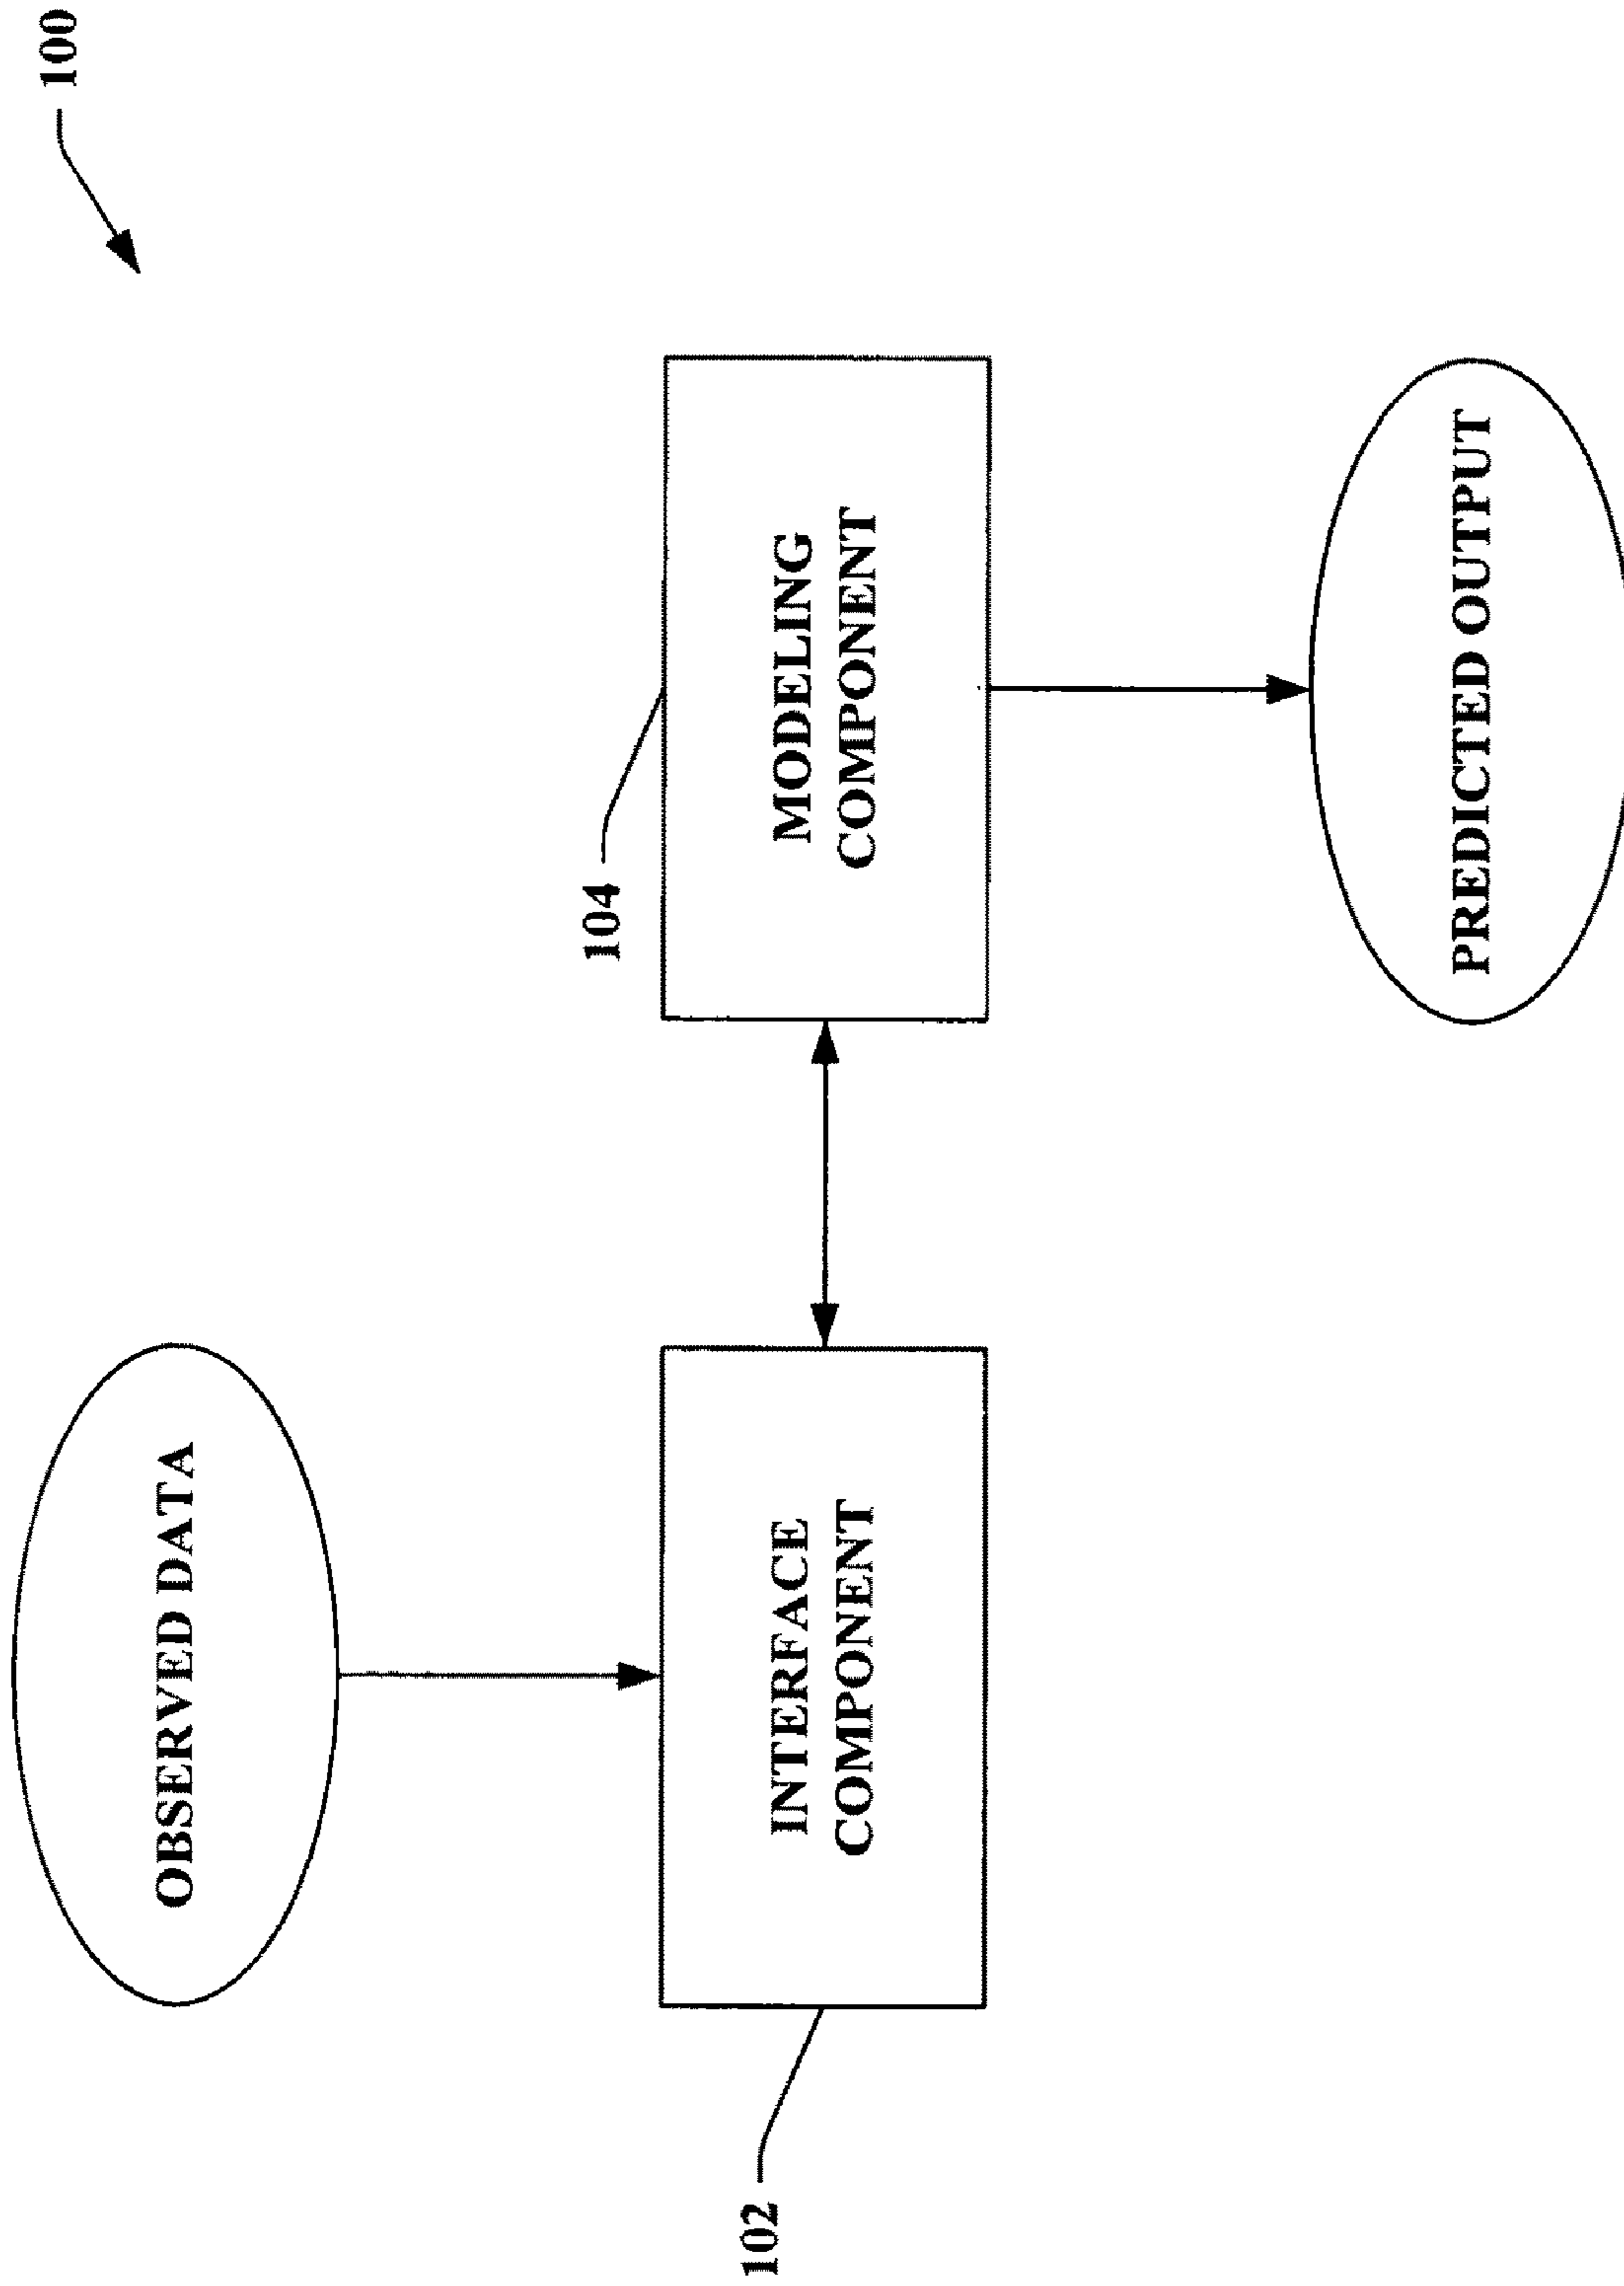 100
OBSERVED DATA
102
INTERFACE
COMPONENT
104
MODELING
COMPONENT
PREDICTED OUTPUT